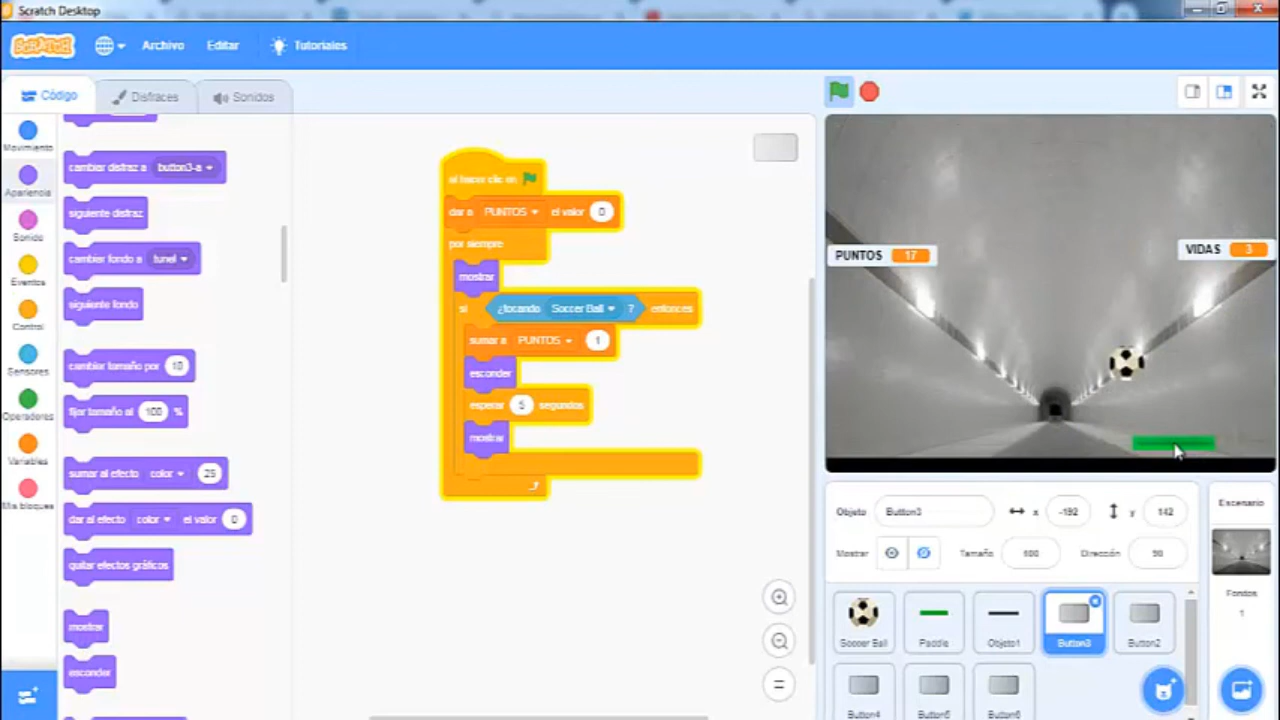 Scratch Desktop
SCRATCH
Archivo
Editar
Tutoriales
Código
Disfraces
Sonidos
Movimiento
Apariencia
Sonido
Eventos
Control
Sensores
Operadores
Variables
Mis bloques
cambiar disfraz a button3-a
siguiente disfraz
cambiar fondo a tunel
siguiente fondo
cambiar tamaño por 10
fijar tamaño al 100 %
sumar al efecto color 25
dar al efecto color el valor 0
quitar efectos gráficos
mostrar
esconder
al hacer clic en
dar a PUNTOS el valor 0
por siempre
mostrar
si ¿tocando Soccer Ball ? entonces
sumar a PUNTOS 1
esconder
esperar 5 segundos
mostrar
PUNTOS 17
VIDAS 3
Objeto Button3 x -192 y 142
Mostrar Tamaño 100 Dirección 90
Soccer Ball
Paddle
Objeto1
Button3
Button2
Button4
Button5
Button6
Escenario
Fondos
1